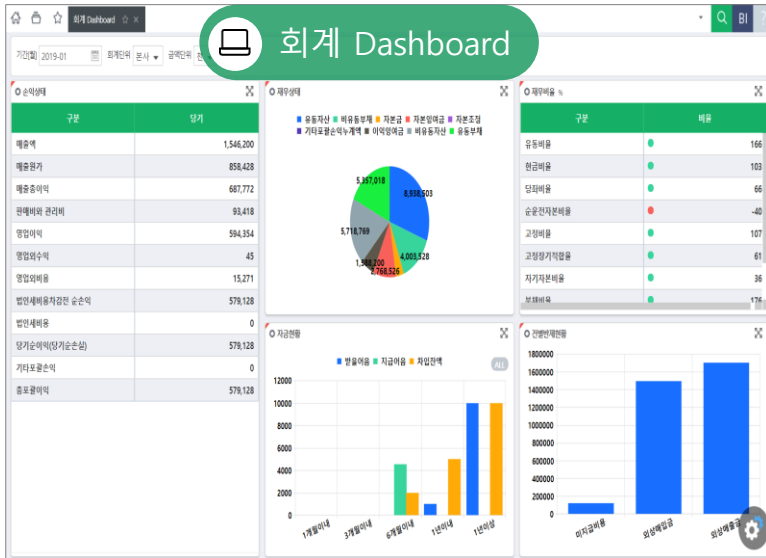 회계 Dashboard
회계 Dashboard
BI
기간(월) 2019-01 회계단위 본사 금액단위
손익상태
구분 당기
매출액 1,546,200
매출원가 858,428
매출총이익 687,772
판매비와 관리비 93,418
영업이익 594,354
영업외수익 45
영업외비용 15,271
법인세비용차감전 순손익 579,128
법인세비용 0
당기순이익(당기순손실) 579,128
기타포괄손익 0
총포괄이익 579,128
재무상태
유동자산 비유동부채 자본금 자본잉여금 자본조정
기타포괄손익누계액 이익잉여금 비유동자산 유동부채
5,357,018
8,938,503
5,718,769
4,003,528
1,588,200
2,768,526
재무비율 %
구분 비율
유동비율 166
현금비율 103
당좌비율 66
순운전자본비율 -40
고정비율 107
고정장기적합율 61
자기자본비율 36
부채비율 176
자금현황
받을어음 지급어음 차입잔액
ALL
12000
10000
8000
6000
4000
2000
0
1개월이내 3개월이내 6개월이내 1년이내 1년이상
건별반제현황
1800000
1600000
1400000
1200000
1000000
800000
600000
400000
200000
0
미지급비용 외상매입금 외상매출금